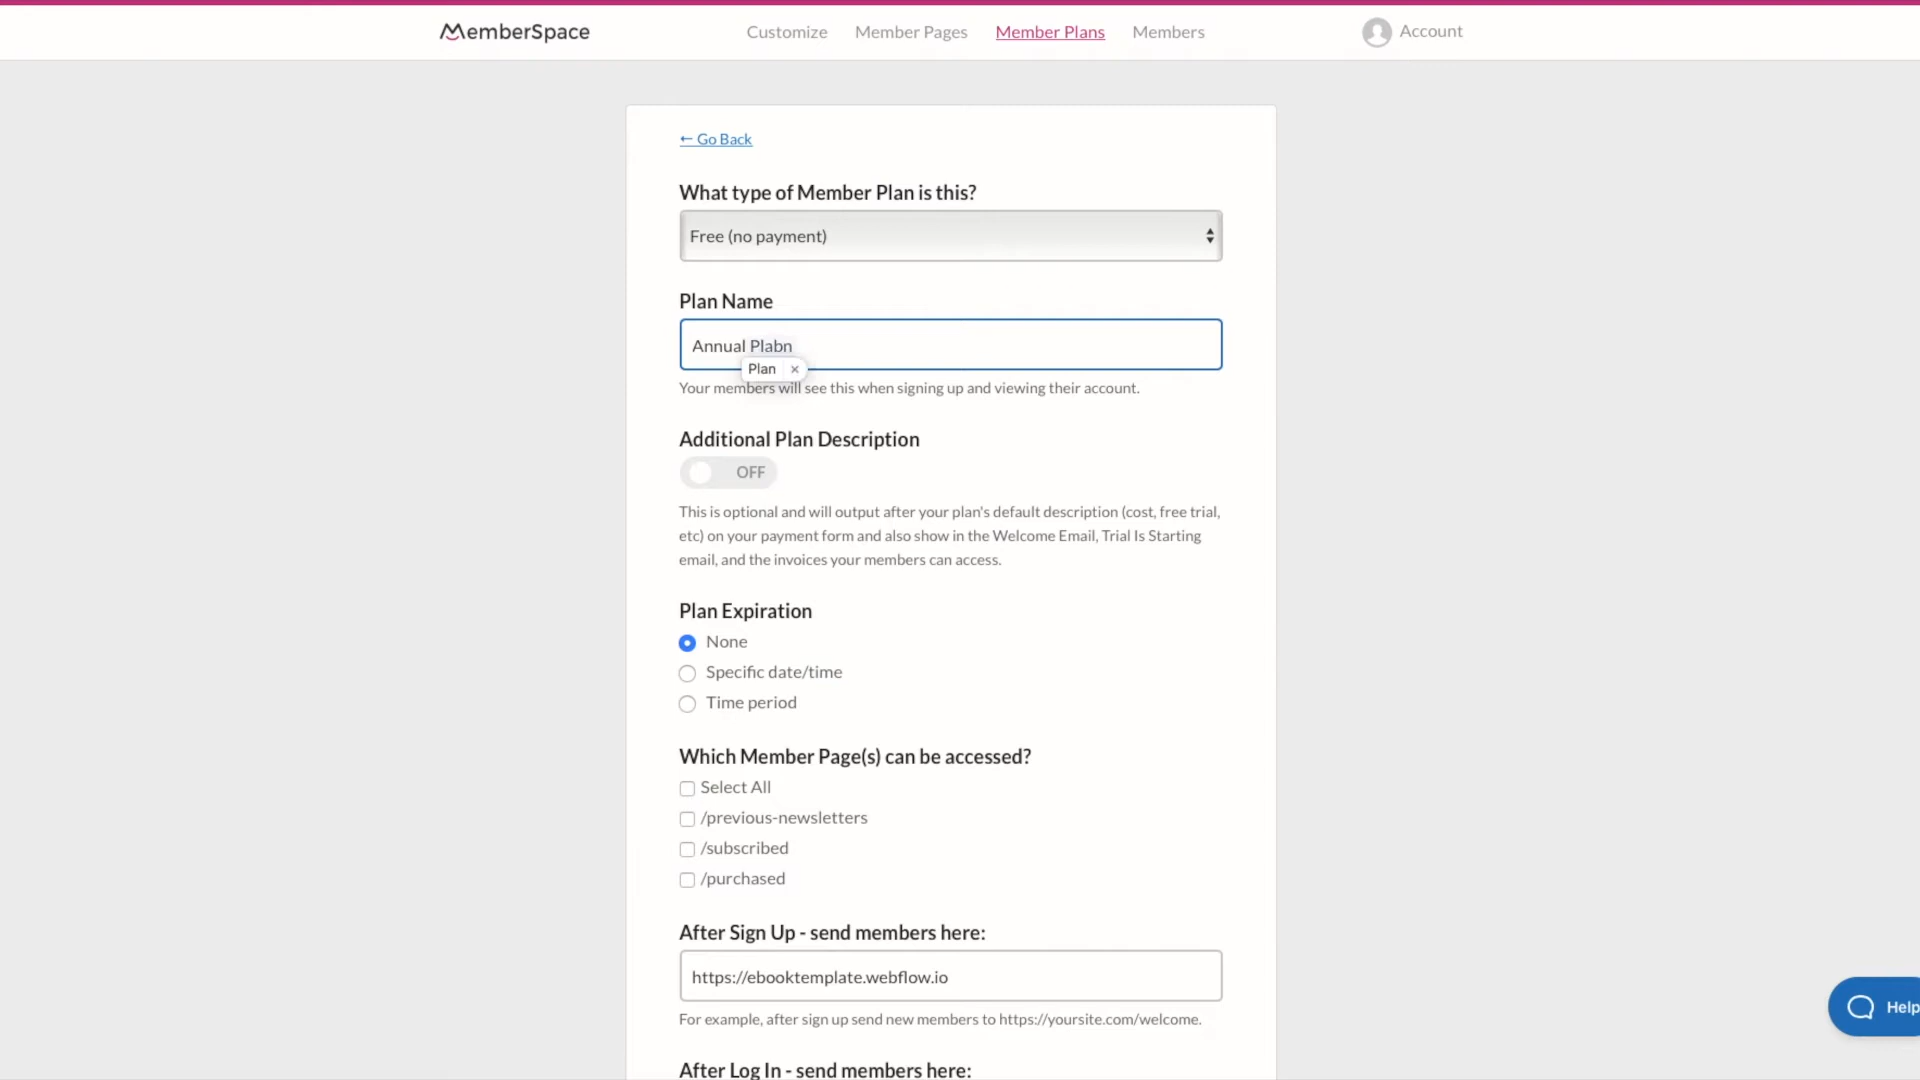 MemberSpace
Customize
Member Pages
Member Plans
Members
Account
← Go Back
What type of Member Plan is this?
Free (no payment)
Plan Name
Annual Plabn
Plan ×
Your members will see this when signing up and viewing their account.
Additional Plan Description
OFF
This is optional and will output after your plan's default description (cost, free trial,
etc) on your payment form and also show in the Welcome Email, Trial Is Starting
email, and the invoices your members can access.
Plan Expiration
None
Specific date/time
Time period
Which Member Page(s) can be accessed?
Select All
/previous-newsletters
/subscribed
/purchased
After Sign Up - send members here:
https://ebooktemplate.webflow.io
For example, after sign up send new members to https://yoursite.com/welcome.
After Log In - send members here:
Help